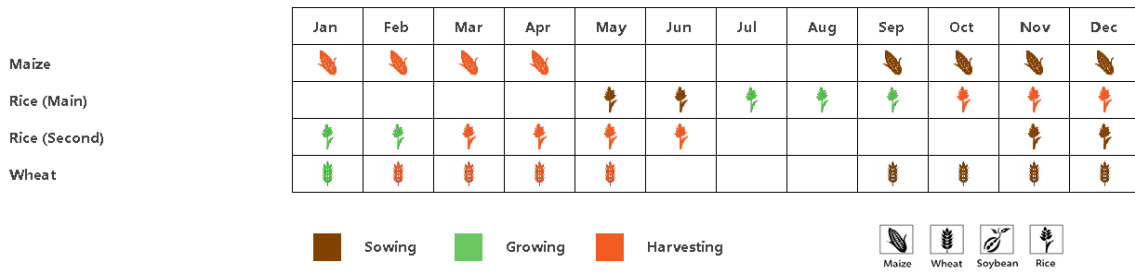 Jan Feb Mar Apr May Jun Jul Aug Sep Oct Nov Dec
Maize
Rice (Main)
Rice (Second)
Wheat
Sowing Growing Harvesting
Maize Wheat Soybean Rice